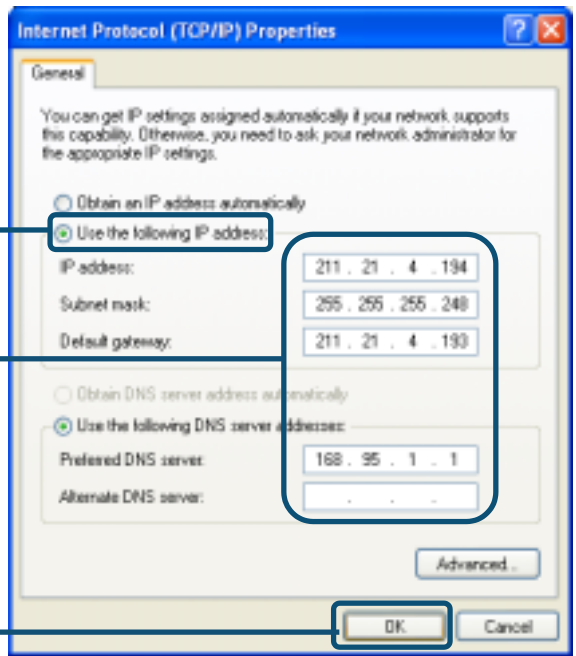 Internet Protocol (TCP/IP) Properties
General
You can get IP settings assigned automatically if your network supports
this capability. Otherwise, you need to ask your network administrator for
the appropriate IP settings.
Obtain an IP address automatically
Use the following IP address:
IP address: 211 . 21 . 4 . 194
Subnet mask: 255 . 255 . 255 . 248
Default gateway: 211 . 21 . 4 . 193
Obtain DNS server address automatically
Use the following DNS server addresses:
Preferred DNS server: 168 . 95 . 1 . 1
Alternate DNS server: . . .
Advanced...
OK
Cancel